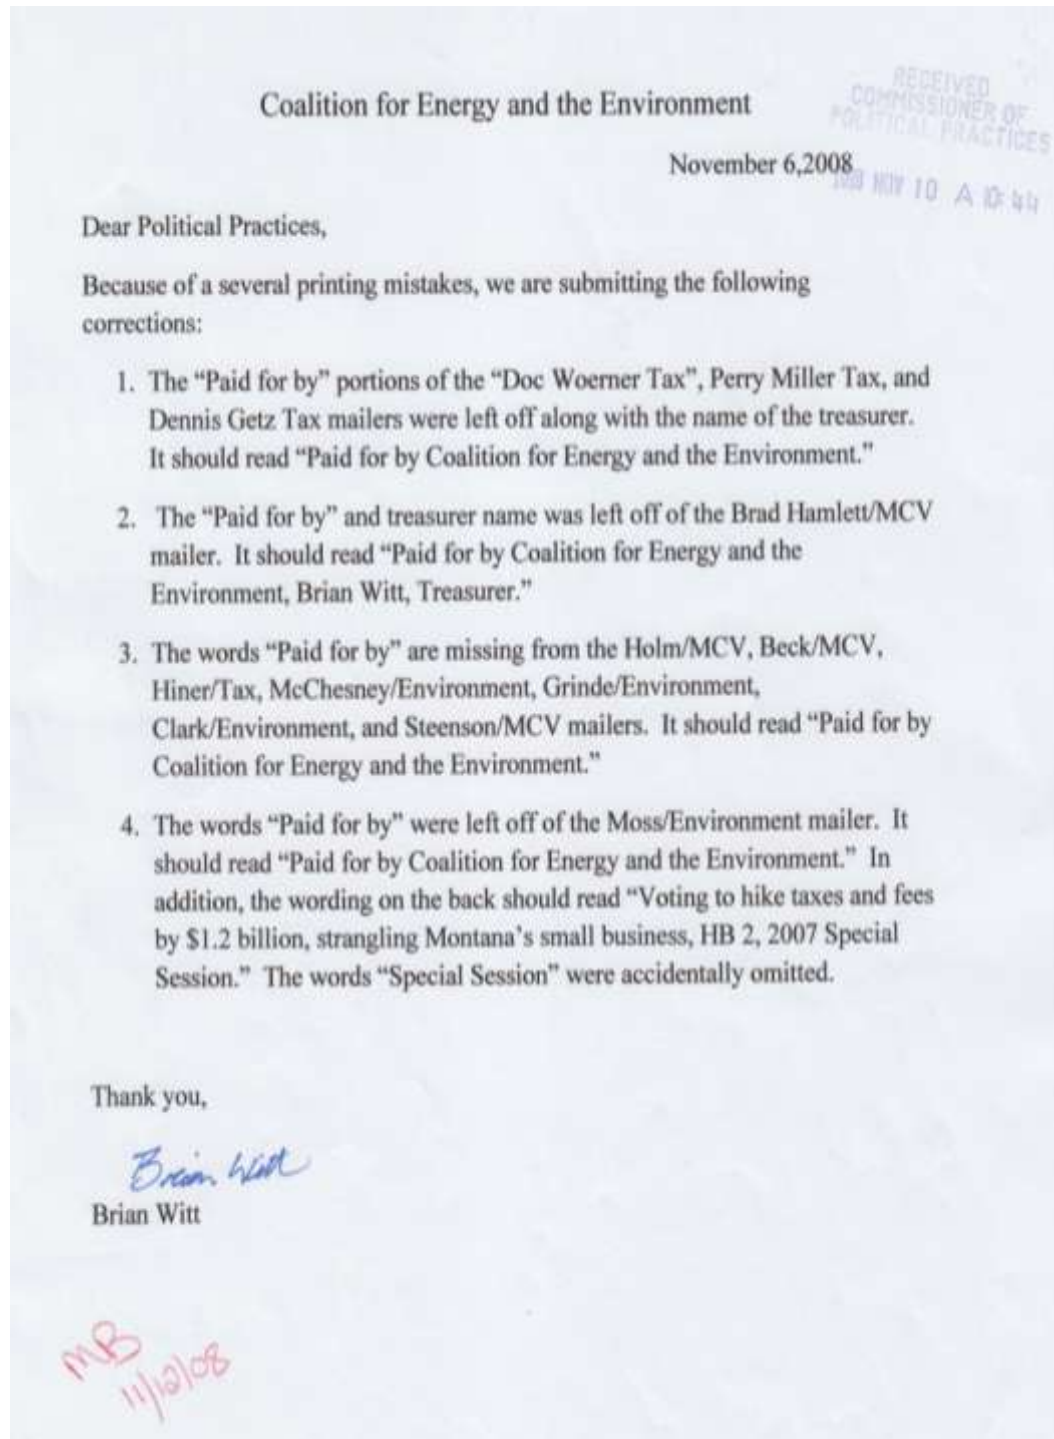 RECEIVED
COMMISSIONER OF
POLITICAL PRACTICES
Coalition for Energy and the Environment
November 6,2008
NOV 10 A
Dear Political Practices,
Because of a several printing mistakes, we are submitting the following
corrections:
1. The “Paid for by” portions of the “Doc Woerner Tax”, Perry Miller Tax, and
Dennis Getz Tax mailers were left off along with the name of the treasurer.
It should read “Paid for by Coalition for Energy and the Environment.”
2. The “Paid for by” and treasurer name was left off of the Brad Hamlett/MCV
mailer. It should read “Paid for by Coalition for Energy and the
Environment, Brian Witt, Treasurer.”
3. The words “Paid for by” are missing from the Holm/MCV, Beck/MCV,
Hiner/Tax, McChesney/Environment, Grinde/Environment,
Clark/Environment, and Steenson/MCV mailers. It should read “Paid for by
Coalition for Energy and the Environment.”
4. The words “Paid for by” were left off of the Moss/Environment mailer. It
should read “Paid for by Coalition for Energy and the Environment.” In
addition, the wording on the back should read “Voting to hike taxes and fees
by $1.2 billion, strangling Montana’s small business, HB 2, 2007 Special
Session.” The words “Special Session” were accidentally omitted.
Thank you,
Brian Witt
Brian Witt
MB
11/12/08